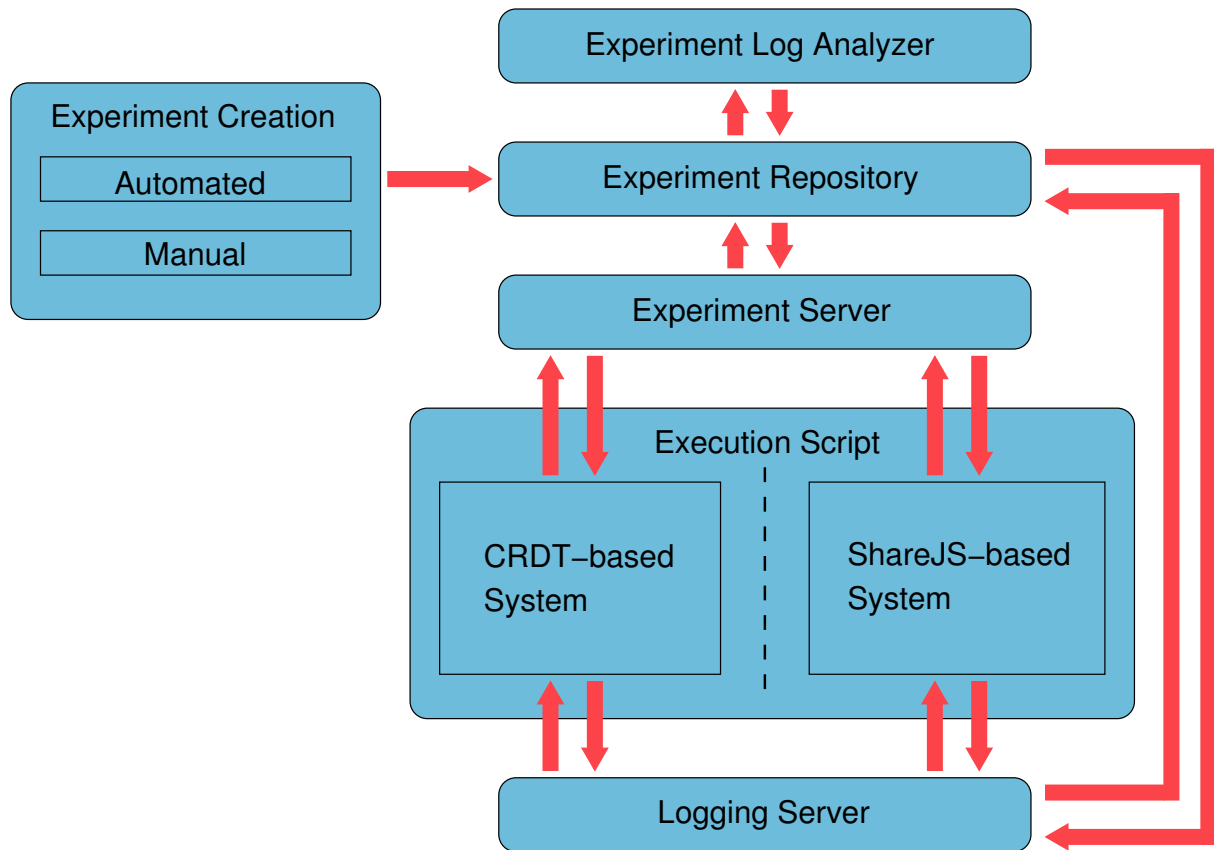 Experiment Log Analyzer
Experiment Creation
Automated
Manual
Experiment Repository
Experiment Server
Execution Script
CRDT−based
System
ShareJS−based
System
Logging Server